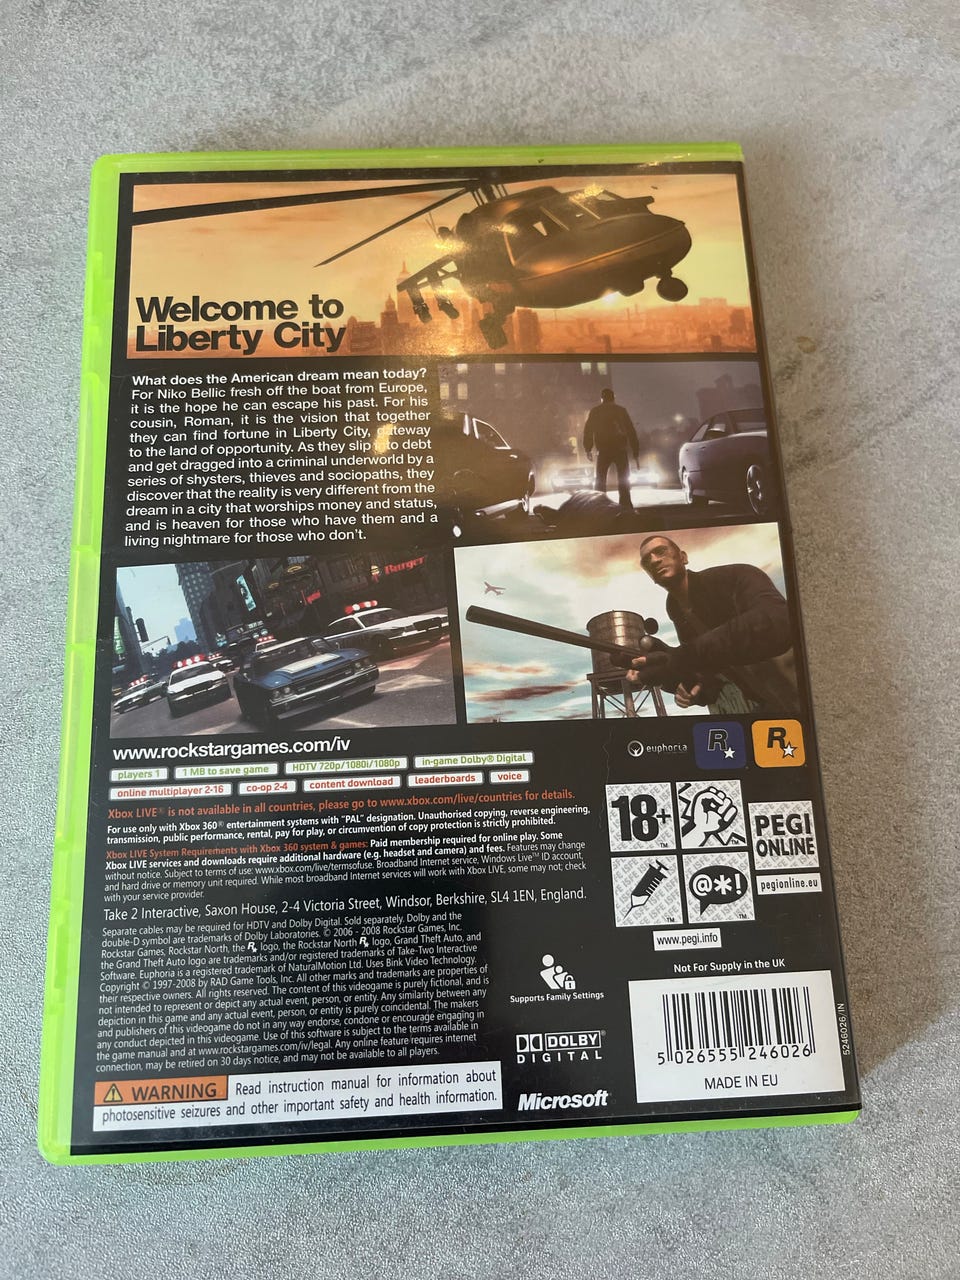 Welcome to
Liberty City
What does the American dream mean today?
For Niko Bellic fresh off the boat from Europe,
it is the hope he can escape his past. For his
cousin, Roman, it is the vision that together
they can find fortune in Liberty City, gateway
to the land of opportunity. As they slip into debt
and get dragged into a criminal underworld by a
series of shysters, thieves and sociopaths, they
discover that the reality is very different from the
dream in a city that worships money and status,
and is heaven for those who have them and a
living nightmare for those who don't.
Burger
www.rockstargames.com/iv
euphoria
R
R
players 1
1 MB to save game
HDTV 720p/1080i/1080p
in-game Dolby® Digital
online multiplayer 2-16
co-op 2-4
content download
leaderboards
voice
Xbox LIVE® is not available in all countries, please go to www.xbox.com/live/countries for details.
For use only with Xbox 360® entertainment systems with "PAL" designation. Unauthorised copying, reverse engineering,
transmission, public performance, rental, pay for play, or circumvention of copy protection is strictly prohibited.
Xbox LIVE System Requirements with Xbox 360 system & games: Paid membership required for online play. Some
Xbox LIVE services and downloads require additional hardware (e.g. headset and camera) and fees. Features may change
without notice. Subject to terms of use: www.xbox.com/live/termsofuse. Broadband Internet service, Windows Live™ ID account,
and hard drive or memory unit required. While most broadband Internet services will work with Xbox LIVE, some may not; check
with your service provider.
Take 2 Interactive, Saxon House, 2-4 Victoria Street, Windsor, Berkshire, SL4 1EN, England.
Separate cables may be required for HDTV and Dolby Digital. Sold separately. Dolby and the
double-D symbol are trademarks of Dolby Laboratories. © 2006 - 2008 Rockstar Games, Inc.
Rockstar Games, Rockstar North, the R logo, the Rockstar North R logo, Grand Theft Auto, and
the Grand Theft Auto logo are trademarks and/or registered trademarks of Take-Two Interactive
Software. Euphoria is a registered trademark of NaturalMotion Ltd. Uses Bink Video Technology.
Copyright © 1997-2008 by RAD Game Tools, Inc. All other marks and trademarks are properties of
their respective owners. All rights reserved. The content of this videogame is purely fictional, and is
not intended to represent or depict any actual event, person, or entity. Any similarity between any
depiction in this game and any actual event, person, or entity is purely coincidental. The makers
and publishers of this videogame do not in any way endorse, condone or encourage engaging in
any conduct depicted in this videogame. Use of this software is subject to the terms available in
the game manual and at www.rockstargames.com/iv/legal. Any online feature requires internet
connection, may be retired on 30 days notice, and may not be available to all players.
WARNING Read instruction manual for information about
photosensitive seizures and other important safety and health information.
18+
TM
@*!
TM
TM
PEGI
ONLINE
pegionline.eu
www.pegi.info
Supports Family Settings
DOLBY
DIGITAL
Microsoft
Not For Supply in the UK
5 026555 246026
MADE IN EU
5246026.IN